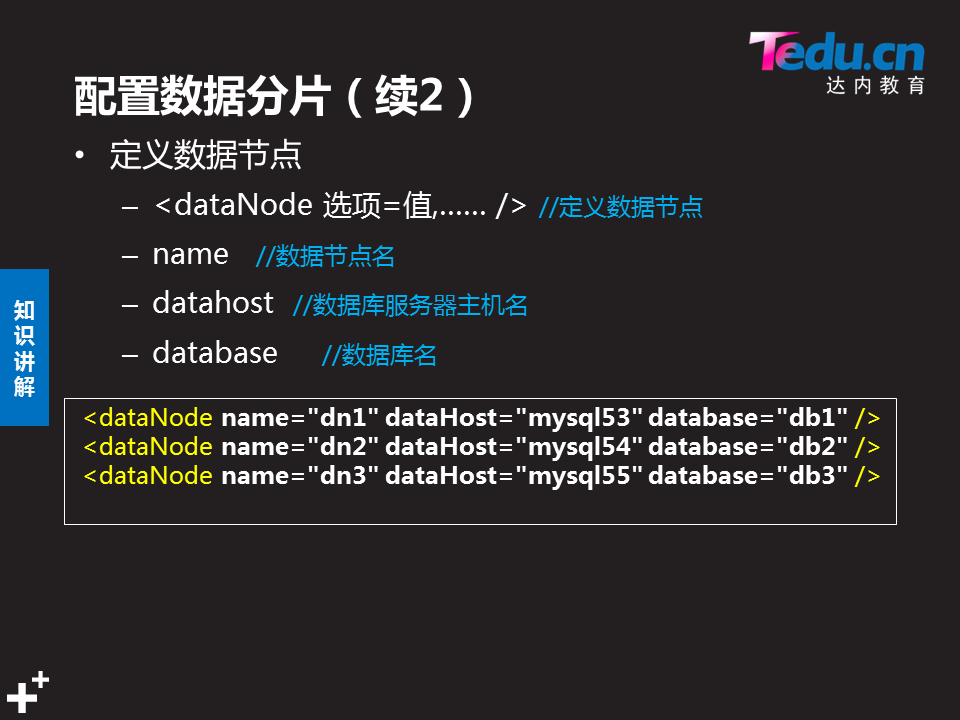 Tedu.cn
达内教育
配置数据分片（续2）
• 定义数据节点
– <dataNode 选项=值,…… /> //定义数据节点
– name //数据节点名
– datahost //数据库服务器主机名
– database //数据库名
知识讲解
<dataNode name="dn1" dataHost="mysql53" database="db1" />
<dataNode name="dn2" dataHost="mysql54" database="db2" />
<dataNode name="dn3" dataHost="mysql55" database="db3" />